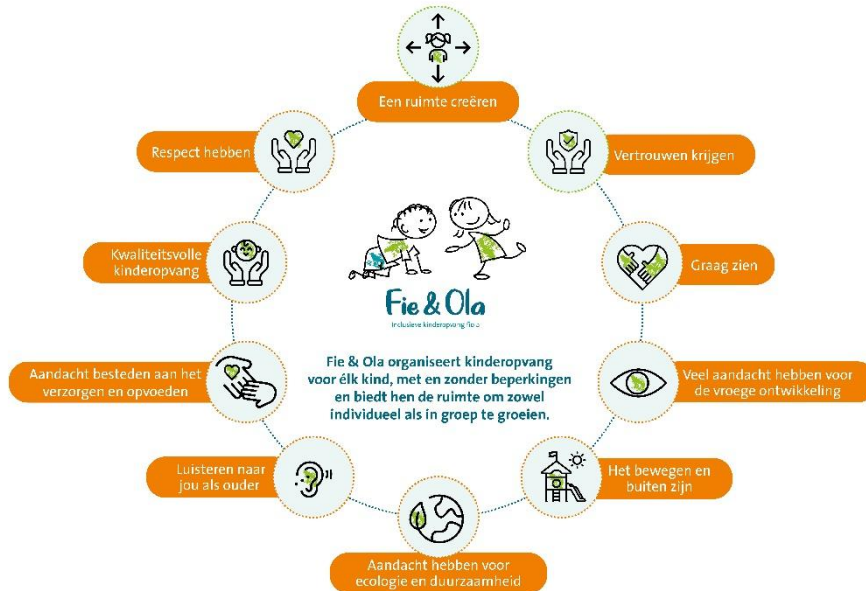 Een ruimte creëren
Vertrouwen krijgen
Graag zien
Veel aandacht hebben voor
de vroege ontwikkeling
Het bewegen en
buiten zijn
Aandacht hebben voor
ecologie en duurzaamheid
Luisteren naar
jou als ouder
Aandacht besteden aan het
verzorgen en opvoeden
Kwaliteitsvolle
kinderopvang
Respect hebben
Fie & Ola
Inclusieve kinderopvang
Fie & Ola organiseert kinderopvang
voor élk kind, met en zonder beperkingen
en biedt hen de ruimte om zowel
individueel als in groep te groeien.